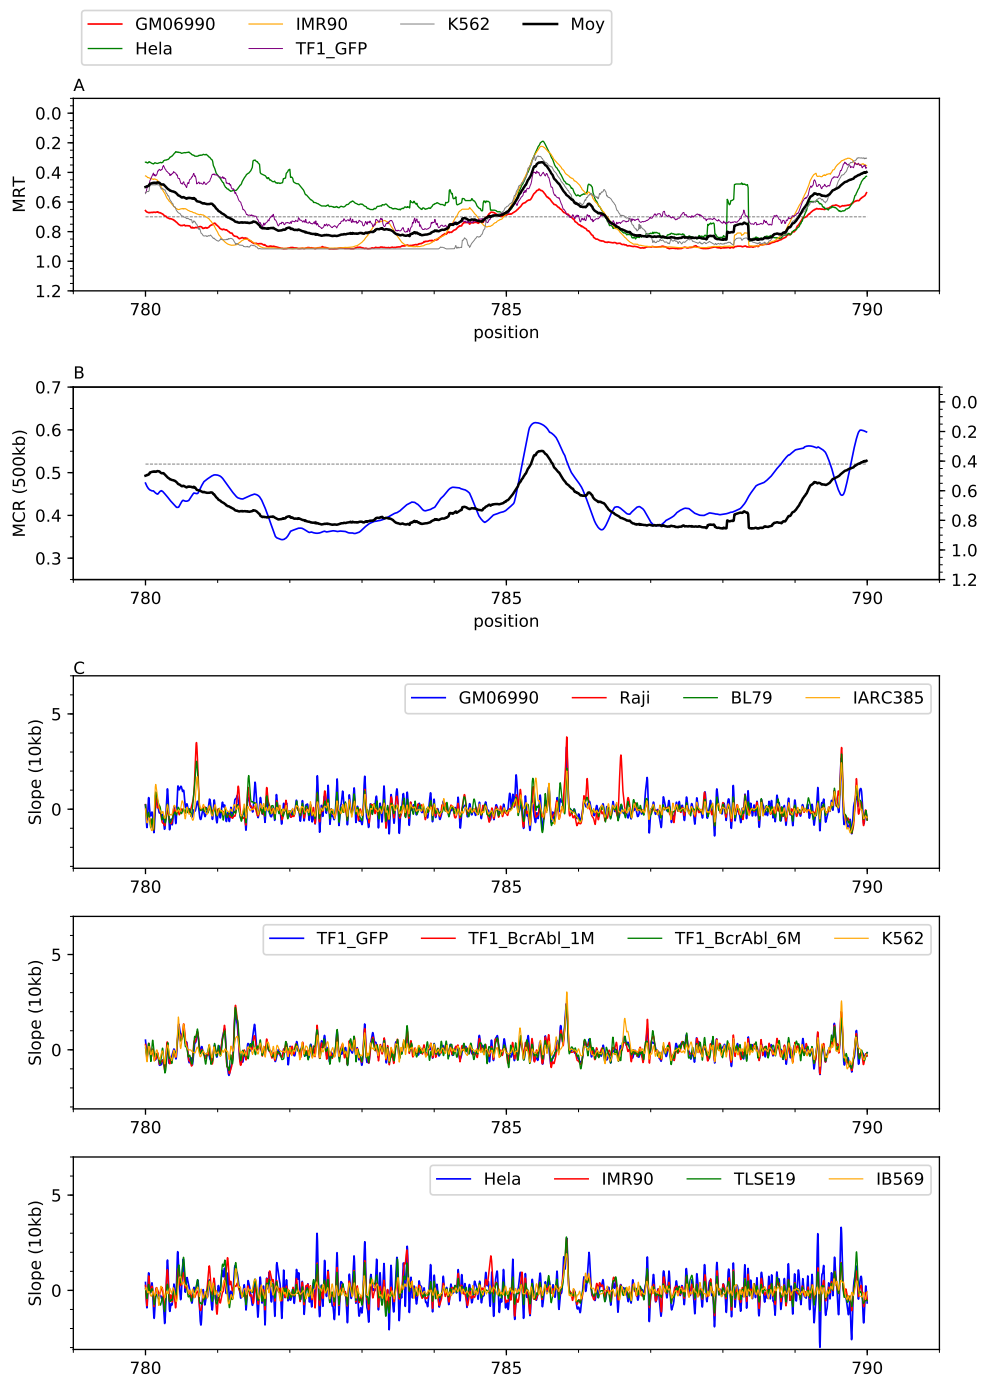 GM06990 IMR90 K562 Moy
Hela TF1_GFP
A
0.0
0.2
0.4
0.6
0.8
1.0
1.2
MRT
780 785 790
position
B
0.7
0.6
0.5
0.4
0.3
MCR (500kb)
0.0
0.2
0.4
0.6
0.8
1.0
1.2
780 785 790
position
C
GM06990 Raji BL79 IARC385
5
0
Slope (10kb)
780 785 790
TF1_GFP TF1_BcrAbl_1M TF1_BcrAbl_6M K562
5
0
Slope (10kb)
780 785 790
Hela IMR90 TLSE19 IB569
5
0
Slope (10kb)
780 785 790